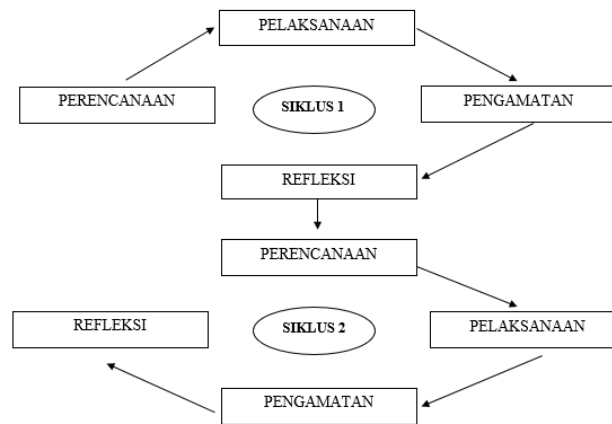 PELAKSANAAN
PERENCANAAN
SIKLUS 1
PENGAMATAN
REFLEKSI
PERENCANAAN
REFLEKSI
SIKLUS 2
PELAKSANAAN
PENGAMATAN